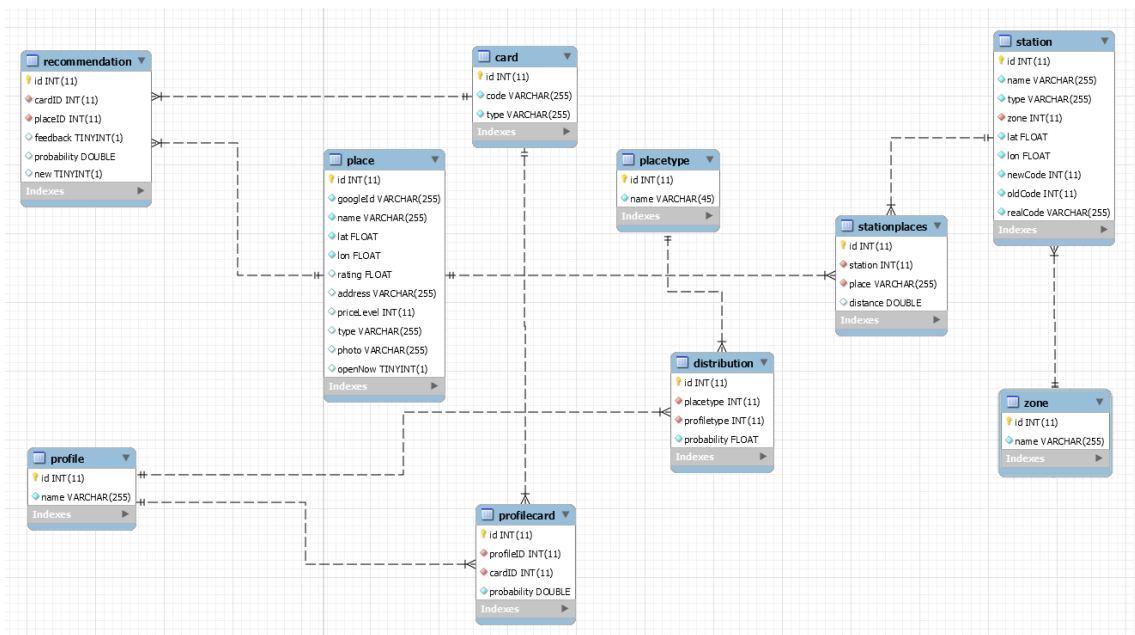 recommendation
id INT(11)
cardID INT(11)
placeID INT(11)
feedback TINYINT(1)
probability DOUBLE
new TINYINT(1)
Indexes
card
id INT(11)
code VARCHAR(255)
type VARCHAR(255)
Indexes
station
id INT(11)
name VARCHAR(255)
type VARCHAR(255)
zone INT(11)
lat FLOAT
lon FLOAT
newCode INT(11)
oldCode INT(11)
realCode VARCHAR(255)
Indexes
place
id INT(11)
googleId VARCHAR(255)
name VARCHAR(255)
lat FLOAT
lon FLOAT
rating FLOAT
address VARCHAR(255)
priceLevel INT(11)
type VARCHAR(255)
photo VARCHAR(255)
openNow TINYINT(1)
Indexes
placetype
id INT(11)
name VARCHAR(45)
Indexes
stationplaces
id INT(11)
station INT(11)
place VARCHAR(255)
distance DOUBLE
Indexes
distribution
id INT(11)
placetype INT(11)
profiletype INT(11)
probability FLOAT
Indexes
zone
id INT(11)
name VARCHAR(255)
Indexes
profile
id INT(11)
name VARCHAR(255)
Indexes
profilecard
id INT(11)
profileID INT(11)
cardID INT(11)
probability DOUBLE
Indexes